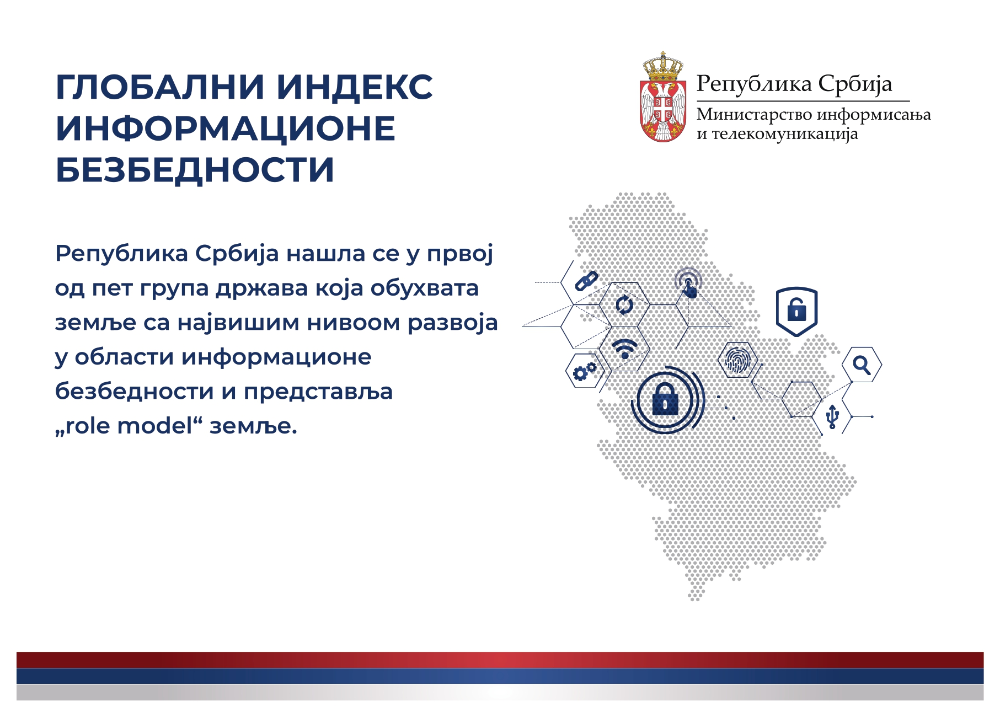 ГЛОБАЛНИ ИНДЕКС
ИНФОРМАЦИОНЕ
БЕЗБЕДНОСТИ
Република Србија
Министарство информисања
и телекомуникација
Република Србија нашла се у првој
од пет група држава која обухвата
земље са највишим нивоом развоја
у области информационе
безбедности и представља
„role model“ земље.